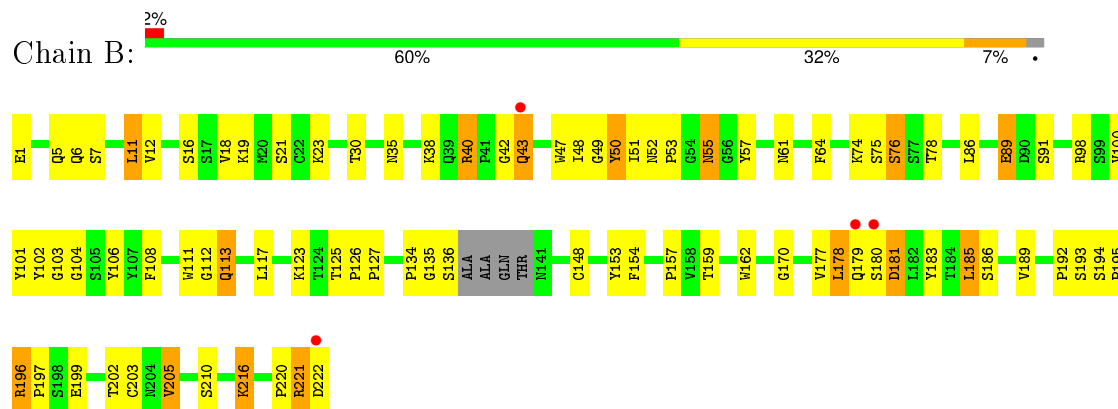 2%
Chain B:
60% 32% 7% •
E1 Q5 Q6 S7 L11 V12 S16 S17 V18 K19 M20 S21 C22 K23 T30 N35 K38 Q39 R40 P41 G42 Q43 W47 I48 G49 Y50 I51 N52 P53 G54 N55 G56 Y57 N61 F64 K74 S75 S76 S77 T78 L86 E89 D90 S91 R98 S99 V100
Y101 Y102 G103 G104 S105 Y106 Y107 F108 W111 G112 Q113 L117 K123 T124 T125 P126 P127 P134 G135 S136 ALA ALA GLN THR N141 C148 Y153 F154 P157 V158 T159 W162 G170 V177 L178 Q179 S180 D181 L182 Y183 T184 L185 S186 V189 P192 S193 S194 P195
R196 P197 S198 E199 T202 C203 N204 V205 S210 K216 P220 R221 D222